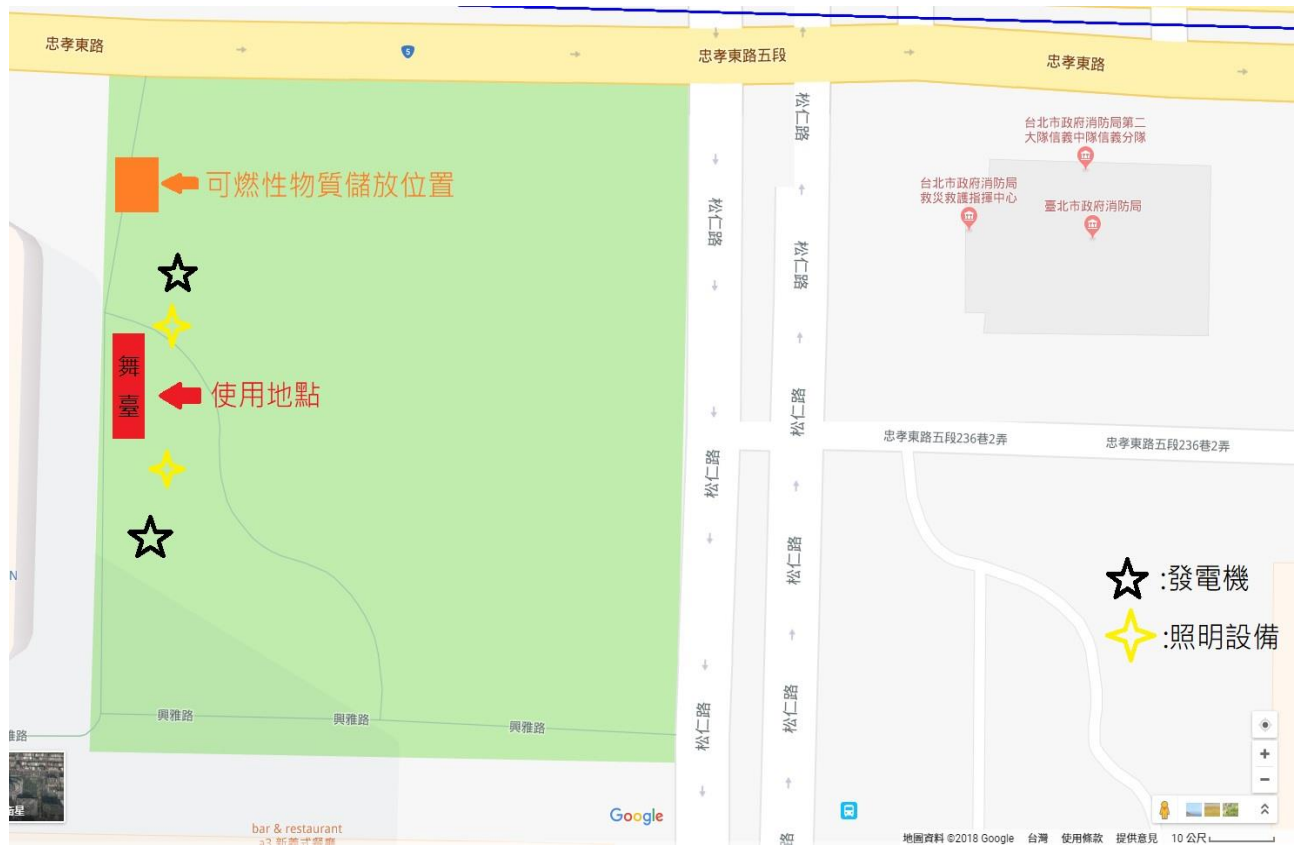 忠孝東路
5
忠孝東路五段
忠孝東路
松仁路
台北市政府消防局第二
大隊信義中隊信義分隊
可燃性物質儲放位置
台北市政府消防局
救災救護指揮中心
臺北市政府消防局
松仁路
松仁路
舞
臺
使用地點
松仁路
忠孝東路五段236巷2弄
忠孝東路五段236巷2弄
松仁路
松仁路
N
:發電機
:照明設備
興雅路
興雅路
興雅路
松仁路
松仁路
雅路
星
Google
bar & restaurant
路
地圖資料 ©2018 Google 台灣 使用條款 提供意見 10 公尺